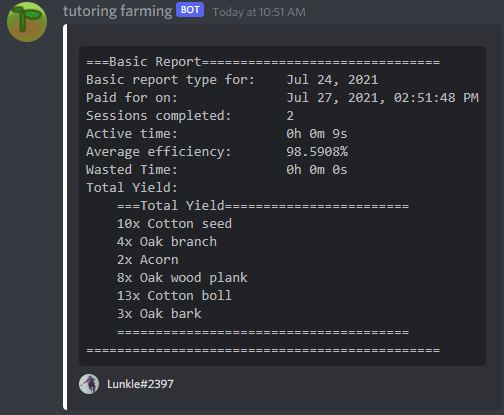 tutoring farming BOT Today at 10:51 AM
===Basic Report===============================
Basic report type for:    Jul 24, 2021
Paid for on:              Jul 27, 2021, 02:51:48 PM
Sessions completed:       2
Active time:              0h 0m 9s
Average efficiency:       98.5908%
Wasted Time:              0h 0m 0s
Total Yield:
    ===Total Yield========================
    10x Cotton seed
    4x Oak branch
    2x Acorn
    8x Oak wood plank
    13x Cotton boll
    3x Oak bark
    ======================================
==============================================
Lunkle#2397